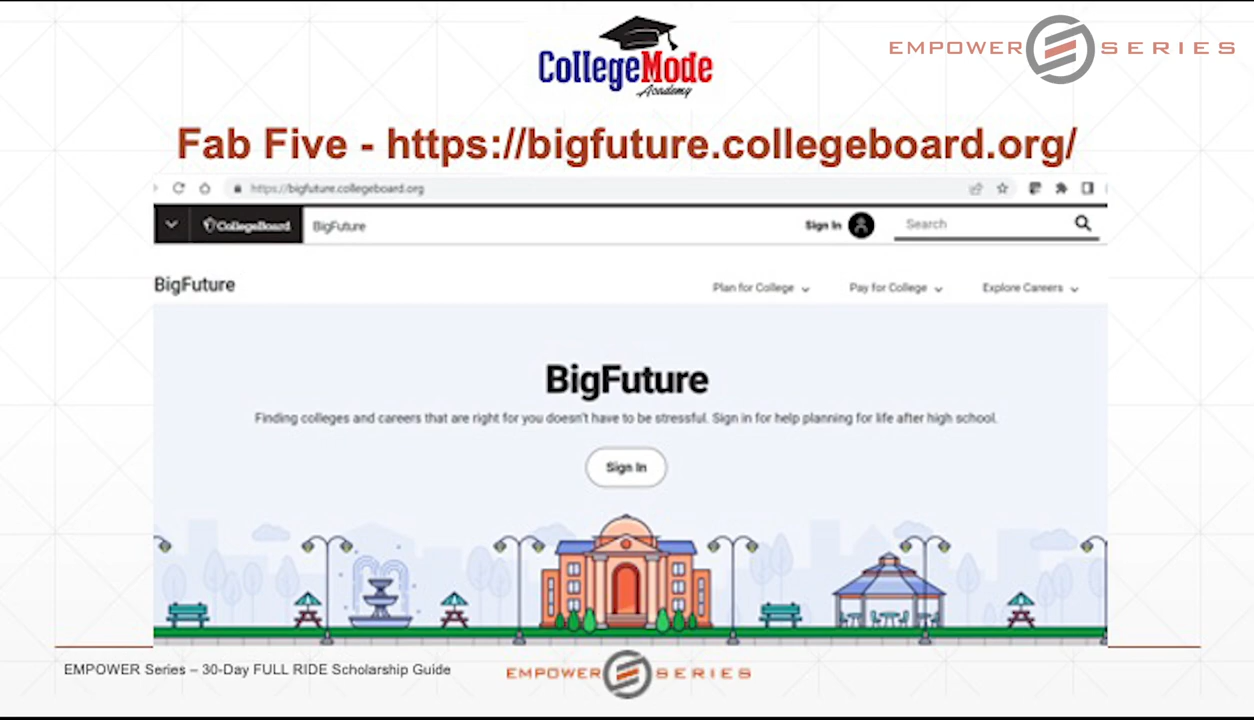 CollegeMode
Academy
EMPOWER SERIES
Fab Five - https://bigfuture.collegeboard.org/
https://bigfuture.collegeboard.org
CollegeBoard
BigFuture
Sign In
Search
BigFuture
Plan for College
Pay for College
Explore Careers
BigFuture
Finding colleges and careers that are right for you doesn't have to be stressful. Sign in for help planning for life after high school.
Sign In
EMPOWER Series – 30-Day FULL RIDE Scholarship Guide
EMPOWER SERIES